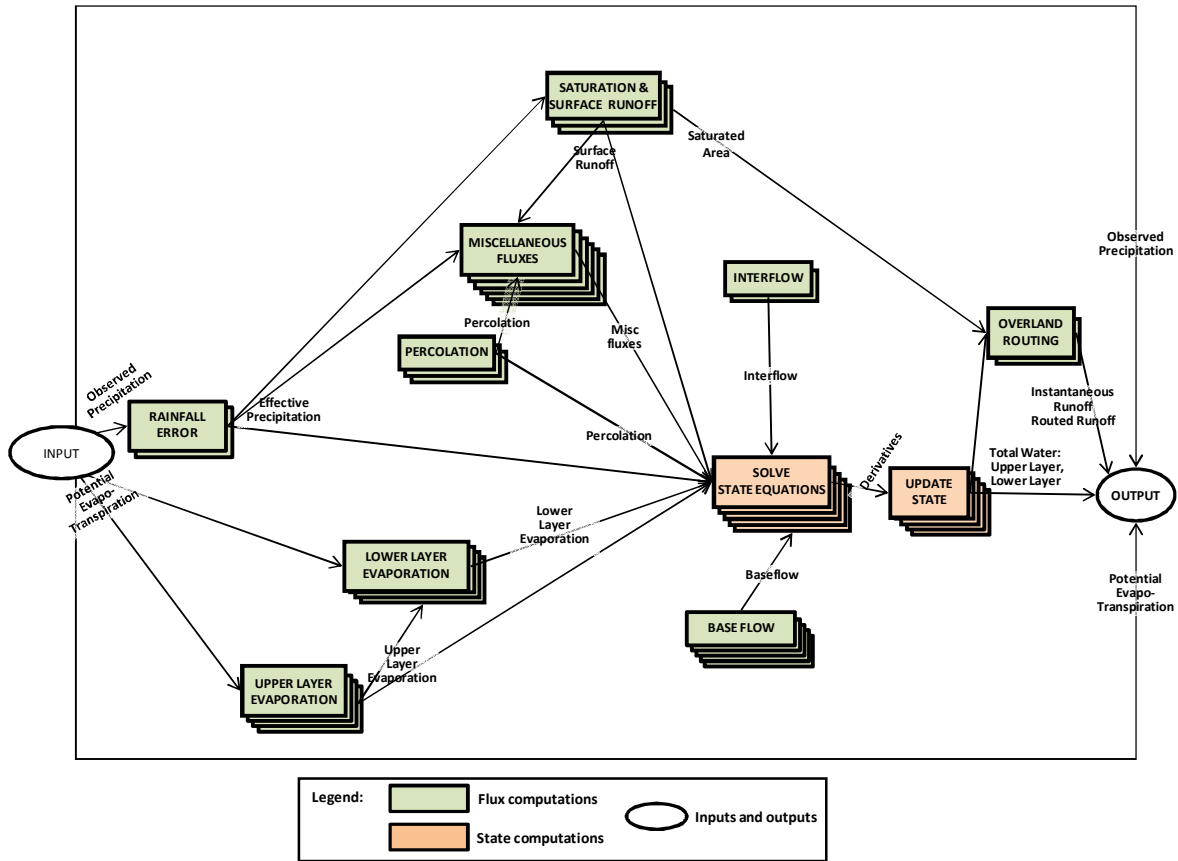 SATURATION &
SURFACE RUNOFF
Surface
Runoff
Saturated
Area
MISCELLANEOUS
FLUXES
Observed
Precipitation
INTERFLOW
Percolation
Misc
fluxes
OVERLAND
ROUTING
PERCOLATION
Interflow
Observed
Precipitation
Instantaneous
Runoff
Routed Runoff
RAINFALL
ERROR
Effective
Precipitation
Percolation
INPUT
Derivatives
Total Water:
Upper Layer,
Lower Layer
SOLVE
STATE EQUATIONS
UPDATE
STATE
OUTPUT
Potential
Evapo-
Transpiration
Lower
Layer
Evaporation
LOWER LAYER
EVAPORATION
Baseflow
Potential
Evapo-
Transpiration
BASE FLOW
Upper
Layer
Evaporation
UPPER LAYER
EVAPORATION
Legend:
Flux computations
Inputs and outputs
State computations